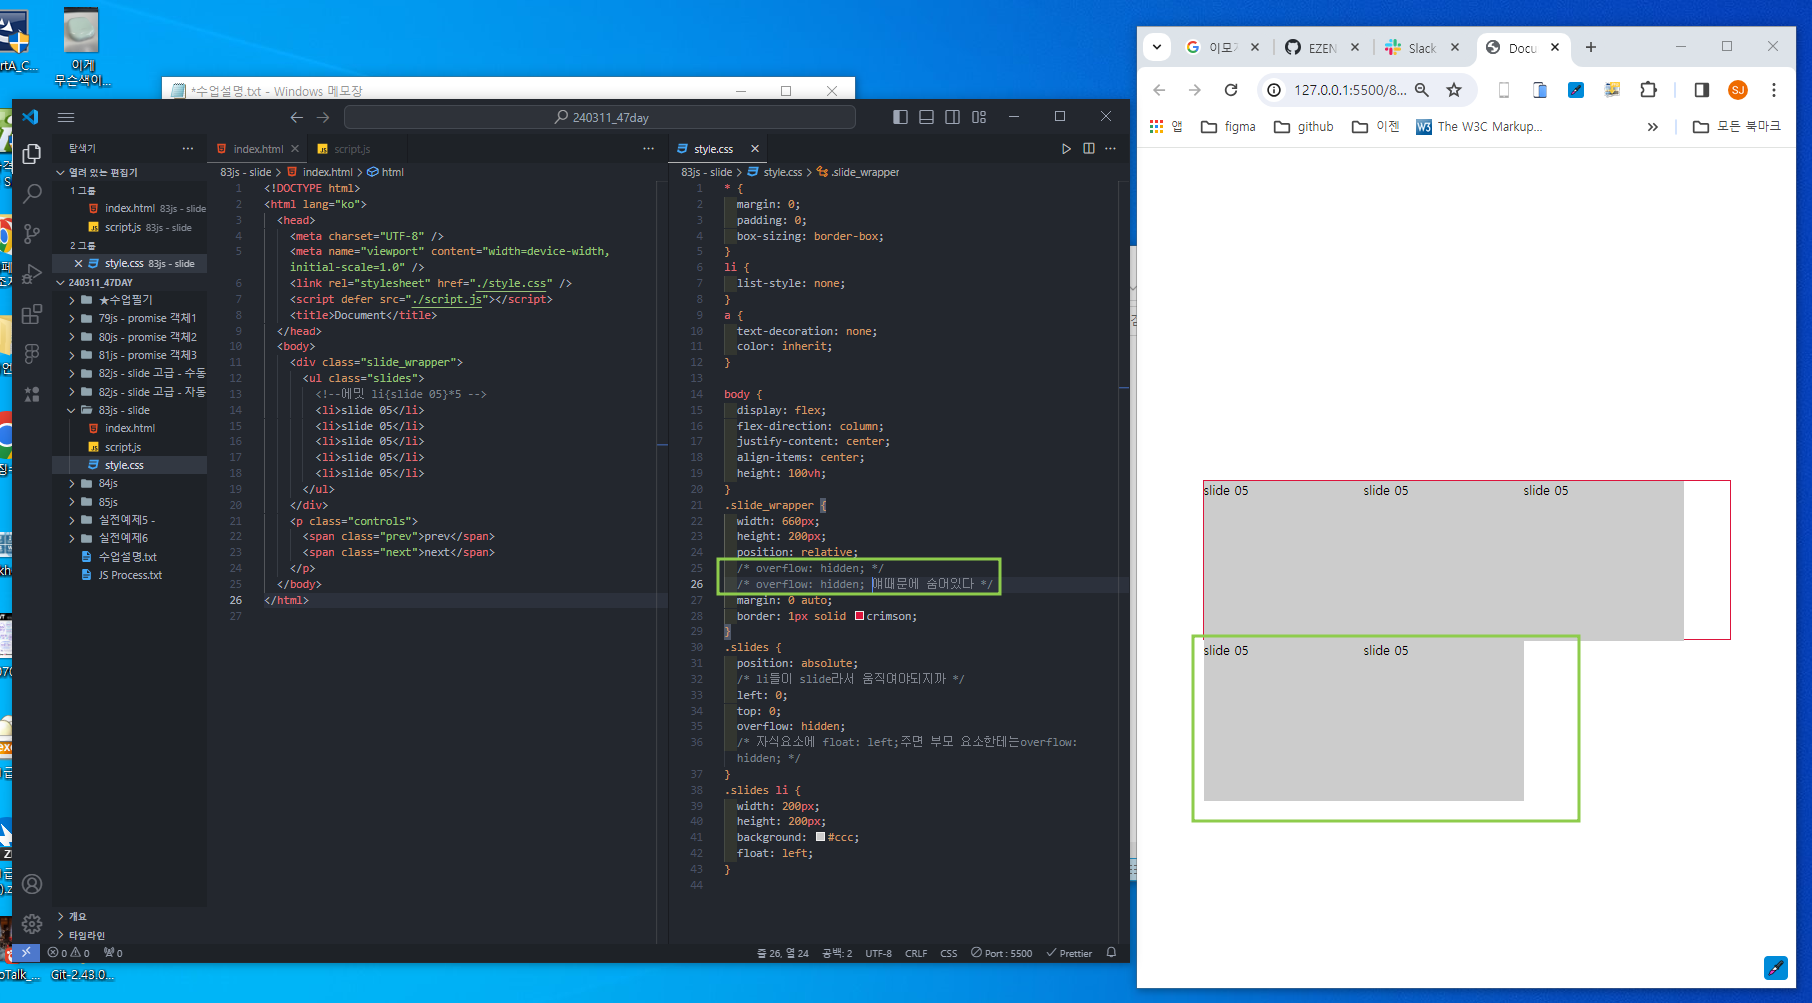 rtA_C...
이게
무슨색이...
*수업설명.txt - Windows 메모장
240311_47day
탐색기
열려 있는 편집기
1 그룹
index.html 83js - slide
script.js 83js - slide
2 그룹
style.css 83js - slide
240311_47DAY
★수업필기
79js - promise 객체1
80js - promise 객체2
81js - promise 객체3
82js - slide 고급 - 수동
82js - slide 고급 - 자동
83js - slide
index.html
script.js
style.css
84js
85js
실전예제5 -
실전예제6
수업설명.txt
JS Process.txt
개요
타임라인
index.html
script.js
83js - slide > index.html > html
1 <!DOCTYPE html>
2 <html lang="ko">
3 <head>
4 <meta charset="UTF-8" />
5 <meta name="viewport" content="width=device-width,
initial-scale=1.0" />
6 <link rel="stylesheet" href="./style.css" />
7 <script defer src="./script.js"></script>
8 <title>Document</title>
9 </head>
10 <body>
11 <div class="slide_wrapper">
12 <ul class="slides">
13 <!--에밋 li{slide 05}*5 -->
14 <li>slide 05</li>
15 <li>slide 05</li>
16 <li>slide 05</li>
17 <li>slide 05</li>
18 <li>slide 05</li>
19 </ul>
20 </div>
21 <p class="controls">
22 <span class="prev">prev</span>
23 <span class="next">next</span>
24 </p>
25 </body>
26 </html>
27
style.css
83js - slide > style.css > .slide_wrapper
1 * {
2 margin: 0;
3 padding: 0;
4 box-sizing: border-box;
5 }
6 li {
7 list-style: none;
8 }
9 a {
10 text-decoration: none;
11 color: inherit;
12 }
13
14 body {
15 display: flex;
16 flex-direction: column;
17 justify-content: center;
18 align-items: center;
19 height: 100vh;
20 }
21 .slide_wrapper {
22 width: 660px;
23 height: 200px;
24 position: relative;
25 /* overflow: hidden; */
26 /* overflow: hidden; 얘때문에 숨어있다 */
27 margin: 0 auto;
28 border: 1px solid crimson;
29 }
30 .slides {
31 position: absolute;
32 /* li들이 slide라서 움직여야되지까 */
33 left: 0;
34 top: 0;
35 overflow: hidden;
36 /* 자식요소에 float: left;주면 부모 요소한테는overflow:
hidden; */
37 }
38 .slides li {
39 width: 200px;
40 height: 200px;
41 background: #ccc;
42 float: left;
43 }
44
0 0 0
줄 26, 열 24 공백: 2 UTF-8 CRLF CSS Port : 5500 Prettier
Git-2.43.0...
oTalk_...
EZEN
Slack
Docu
127.0.0.1:5500/8...
SJ
앱 figma github 이젠 W3 The W3C Markup... 모든 북마크
slide 05 slide 05 slide 05
slide 05 slide 05